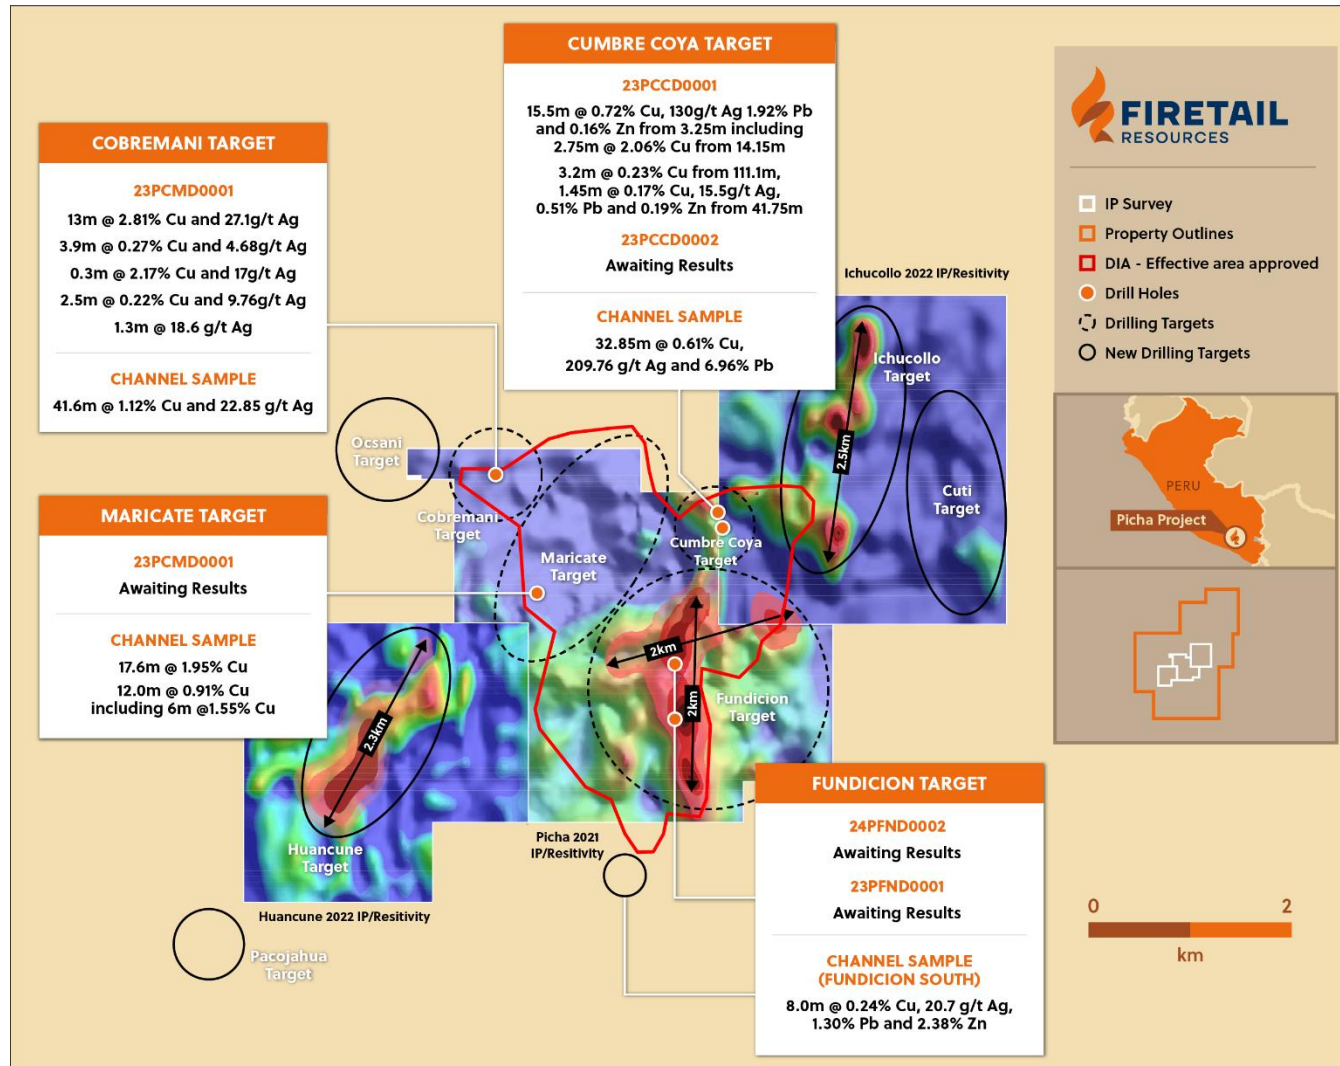 CUMBRE COYA TARGET
23PCCD0001
15.5m @ 0.72% Cu, 130g/t Ag 1.92% Pb
and 0.16% Zn from 3.25m including
2.75m @ 2.06% Cu from 14.15m
3.2m @ 0.23% Cu from 111.1m,
1.45m @ 0.17% Cu, 15.5g/t Ag,
0.51% Pb and 0.19% Zn from 41.75m
23PCCD0002
Awaiting Results
CHANNEL SAMPLE
32.85m @ 0.61% Cu,
209.76 g/t Ag and 6.96% Pb
COBREMANI TARGET
23PCMD0001
13m @ 2.81% Cu and 27.1g/t Ag
3.9m @ 0.27% Cu and 4.68g/t Ag
0.3m @ 2.17% Cu and 17g/t Ag
2.5m @ 0.22% Cu and 9.76g/t Ag
1.3m @ 18.6 g/t Ag
CHANNEL SAMPLE
41.6m @ 1.12% Cu and 22.85 g/t Ag
MARICATE TARGET
23PCMD0001
Awaiting Results
CHANNEL SAMPLE
17.6m @ 1.95% Cu
12.0m @ 0.91% Cu
including 6m @1.55% Cu
Ichucollo 2022 IP/Resitivity
Ichucollo
Target
2.5km
Cuti
Target
Ocsani
Target
Cobremani
Target
Maricate
Target
Cumbre Coya
Target
2km
2km
Fundicion
Target
2.3km
Huancune
Target
Picha 2021
IP/Resitivity
Huancune 2022 IP/Resitivity
Pacojahua
Target
FUNDICION TARGET
24PFND0002
Awaiting Results
23PFND0001
Awaiting Results
CHANNEL SAMPLE
(FUNDICION SOUTH)
8.0m @ 0.24% Cu, 20.7 g/t Ag,
1.30% Pb and 2.38% Zn
FIRETAIL
RESOURCES
IP Survey
Property Outlines
DIA - Effective area approved
Drill Holes
Drilling Targets
New Drilling Targets
PERU
Picha Project
0 2
km